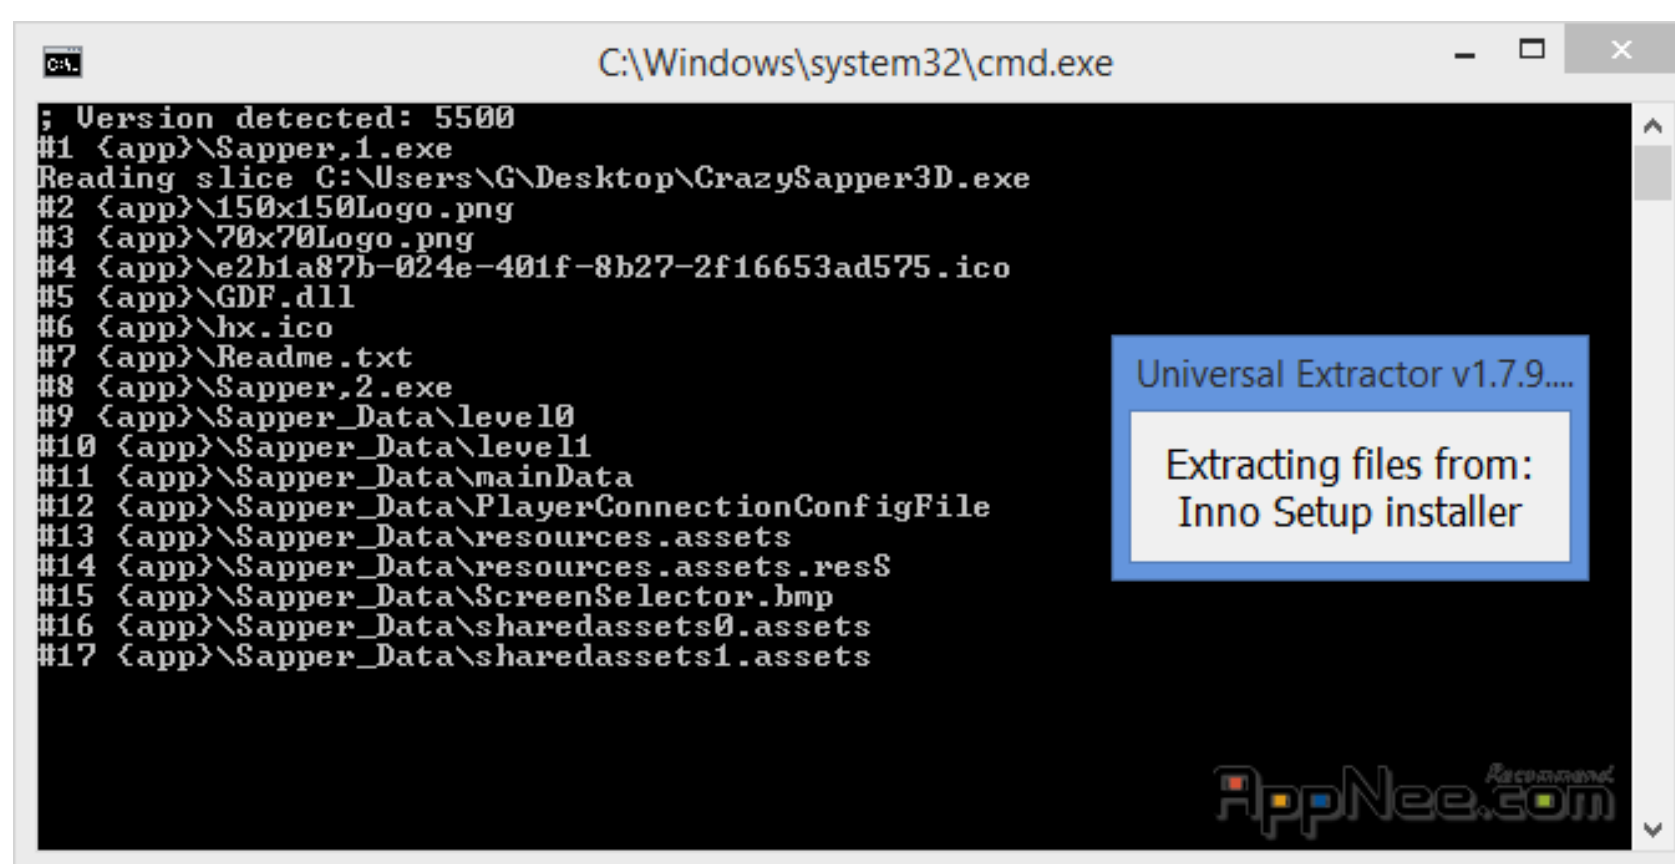 C:\Windows\system32\cmd.exe
; Version detected: 5500
#1 {app}\Sapper,1.exe
Reading slice C:\Users\G\Desktop\CrazySapper3D.exe
#2 {app}\150x150Logo.png
#3 {app}\70x70Logo.png
#4 {app}\e2b1a87b-024e-401f-8b27-2f16653ad575.ico
#5 {app}\GDF.dll
#6 {app}\hx.ico
#7 {app}\Readme.txt
#8 {app}\Sapper,2.exe
#9 {app}\Sapper_Data\level0
#10 {app}\Sapper_Data\level1
#11 {app}\Sapper_Data\mainData
#12 {app}\Sapper_Data\PlayerConnectionConfigFile
#13 {app}\Sapper_Data\resources.assets
#14 {app}\Sapper_Data\resources.assets.resS
#15 {app}\Sapper_Data\ScreenSelector.bmp
#16 {app}\Sapper_Data\sharedassets0.assets
#17 {app}\Sapper_Data\sharedassets1.assets
Universal Extractor v1.7.9....
Extracting files from:
Inno Setup installer
Recommend
AppNee.com